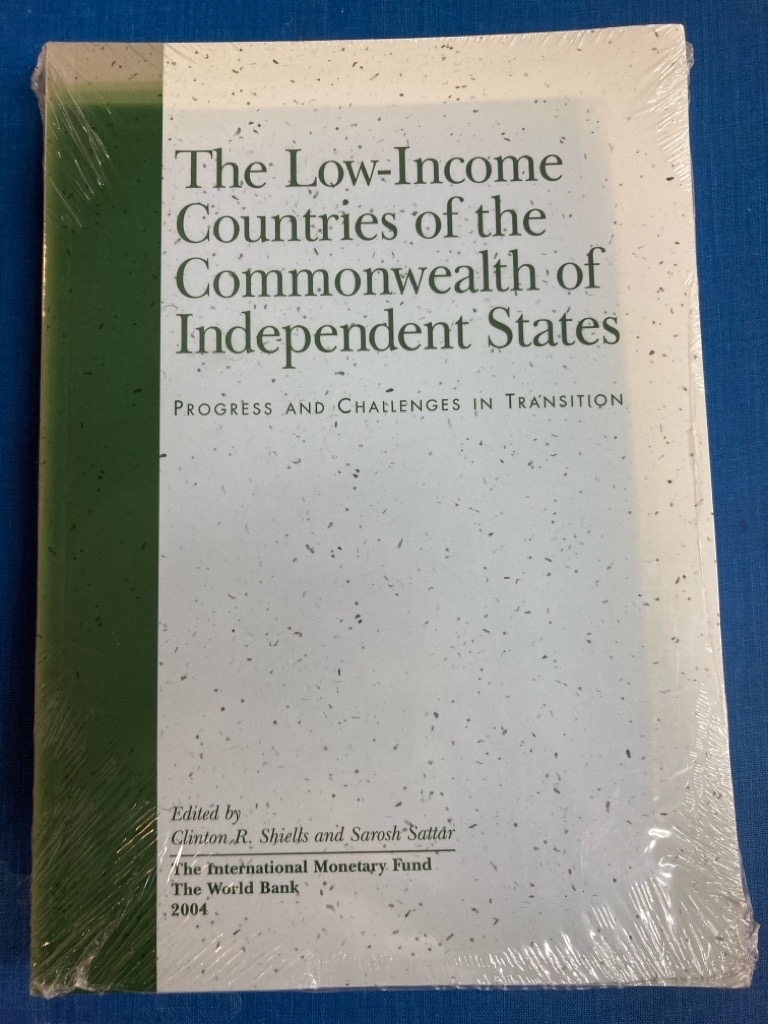 The Low-Income
Countries of the
Commonwealth of
Independent States
PROGRESS AND CHALLENGES IN TRANSITION
Edited by
Clinton R. Shiells and Sarosh Sattar
The International Monetary Fund
The World Bank
2004